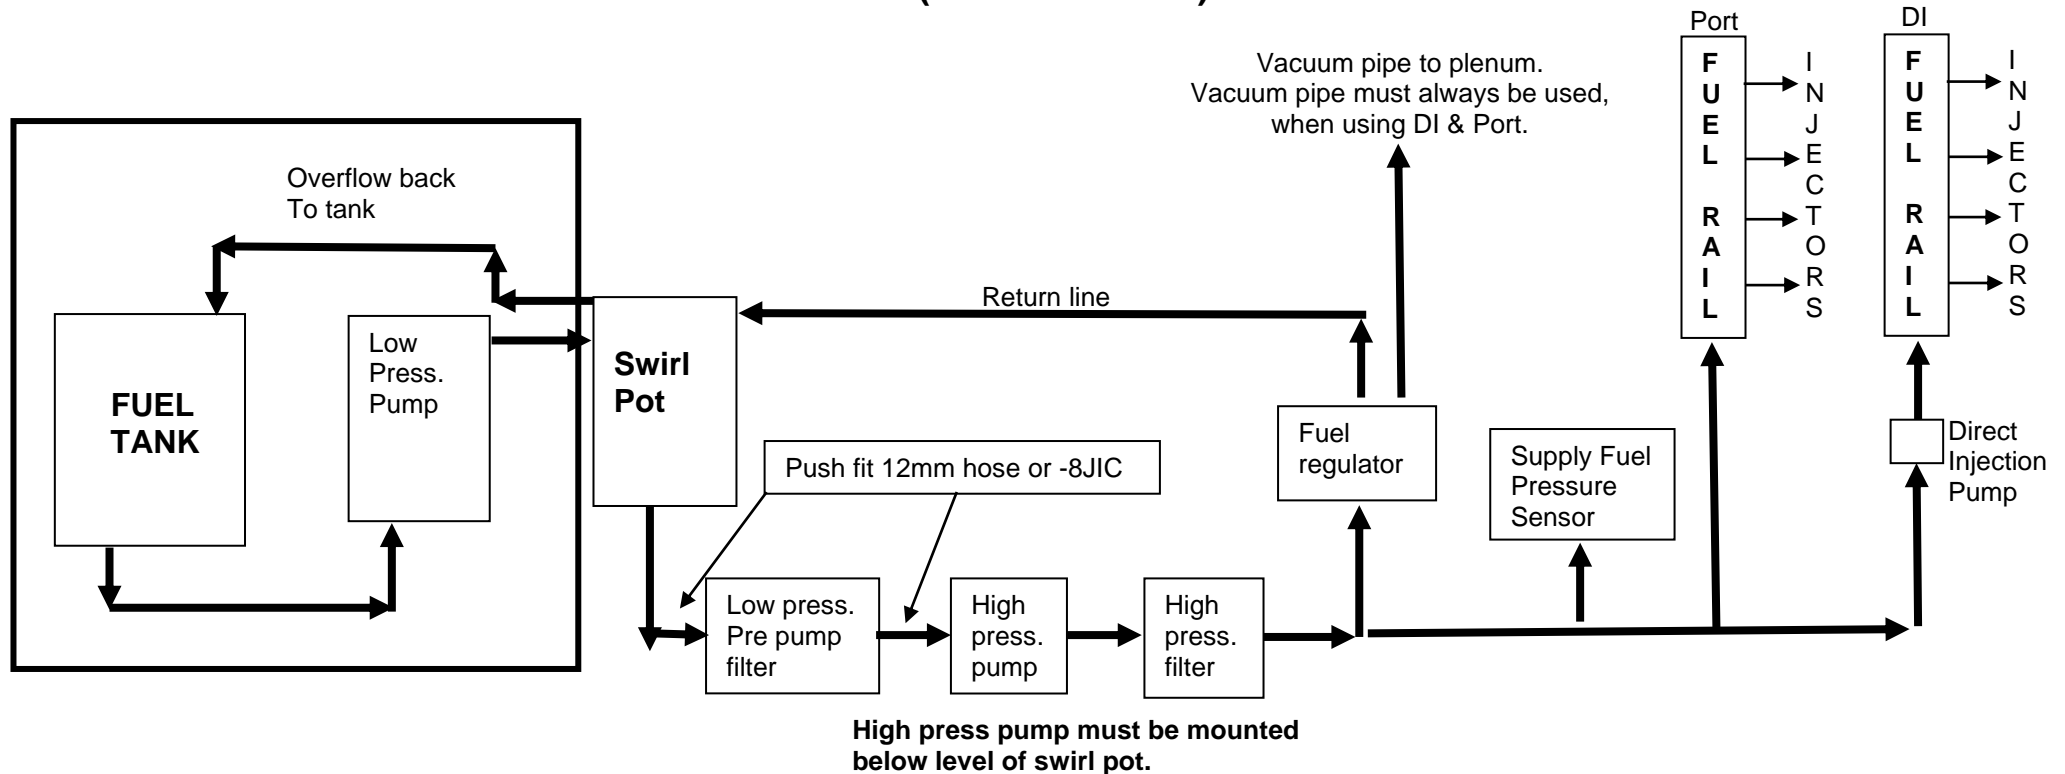 Port
DI
FUEL RAIL
INJECTORS
FUEL RAIL
INJECTORS
Vacuum pipe to plenum.
Vacuum pipe must always be used,
when using DI & Port.
Overflow back
To tank
Return line
FUEL
TANK
Low
Press.
Pump
Swirl
Pot
Push fit 12mm hose or -8JIC
Fuel
regulator
Supply Fuel
Pressure
Sensor
Direct
Injection
Pump
Low press.
Pre pump
filter
High
press.
pump
High
press.
filter
High press pump must be mounted
below level of swirl pot.